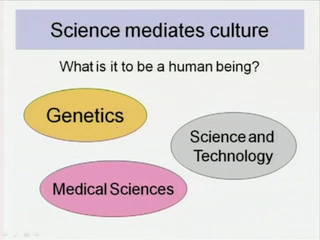 Science mediates culture
What is it to be a human being?
Genetics
Science and
Technology
Medical Sciences